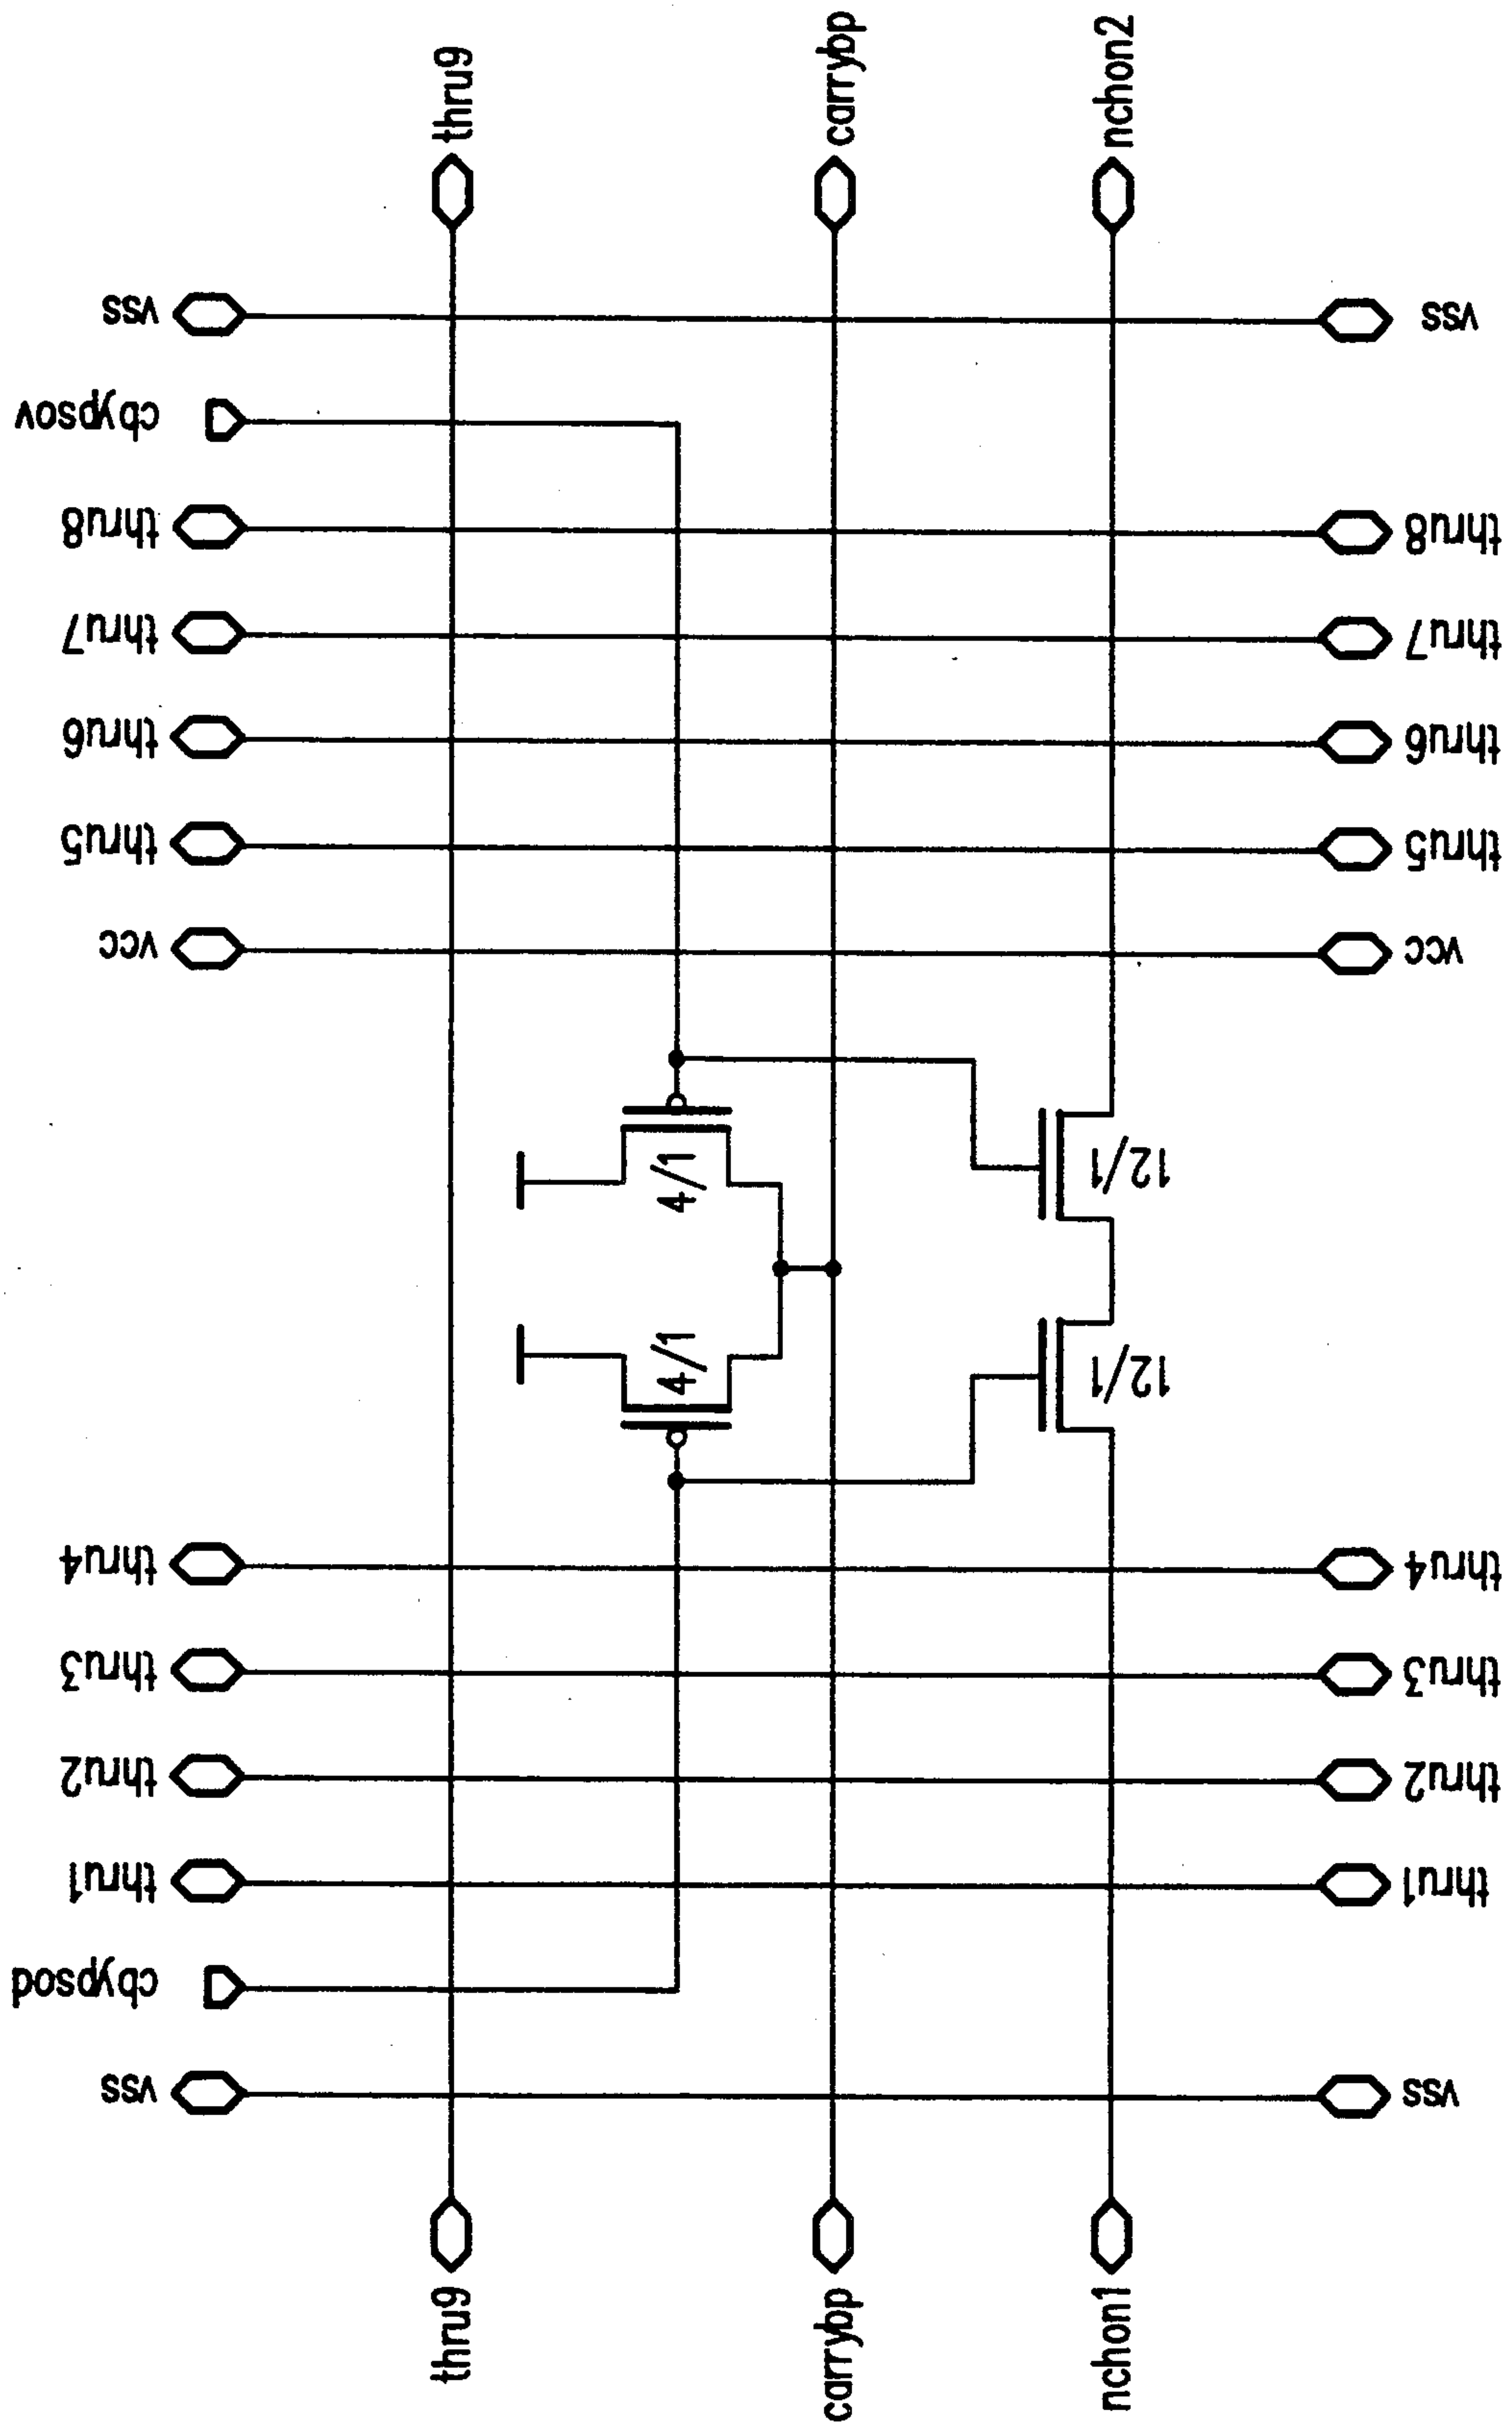 thru9
carrybp
nchon2
vss
vss
cbypsov
thru8
thru8
thru7
thru7
thru6
thru6
thru5
thru5
vcc
vcc
4/1
12/1
4/1
12/1
thru4
thru4
thru3
thru3
thru2
thru2
thru1
thru1
cbypsod
vss
vss
thru9
carrybp
nchon1